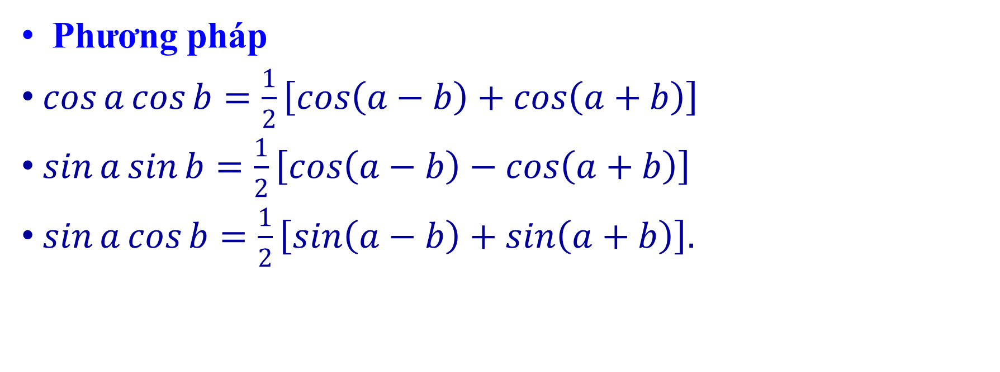 • Phương pháp
• cos a cos b = 1/2 [cos(a − b) + cos(a + b)]
• sin a sin b = 1/2 [cos(a − b) − cos(a + b)]
• sin a cos b = 1/2 [sin(a − b) + sin(a + b)].